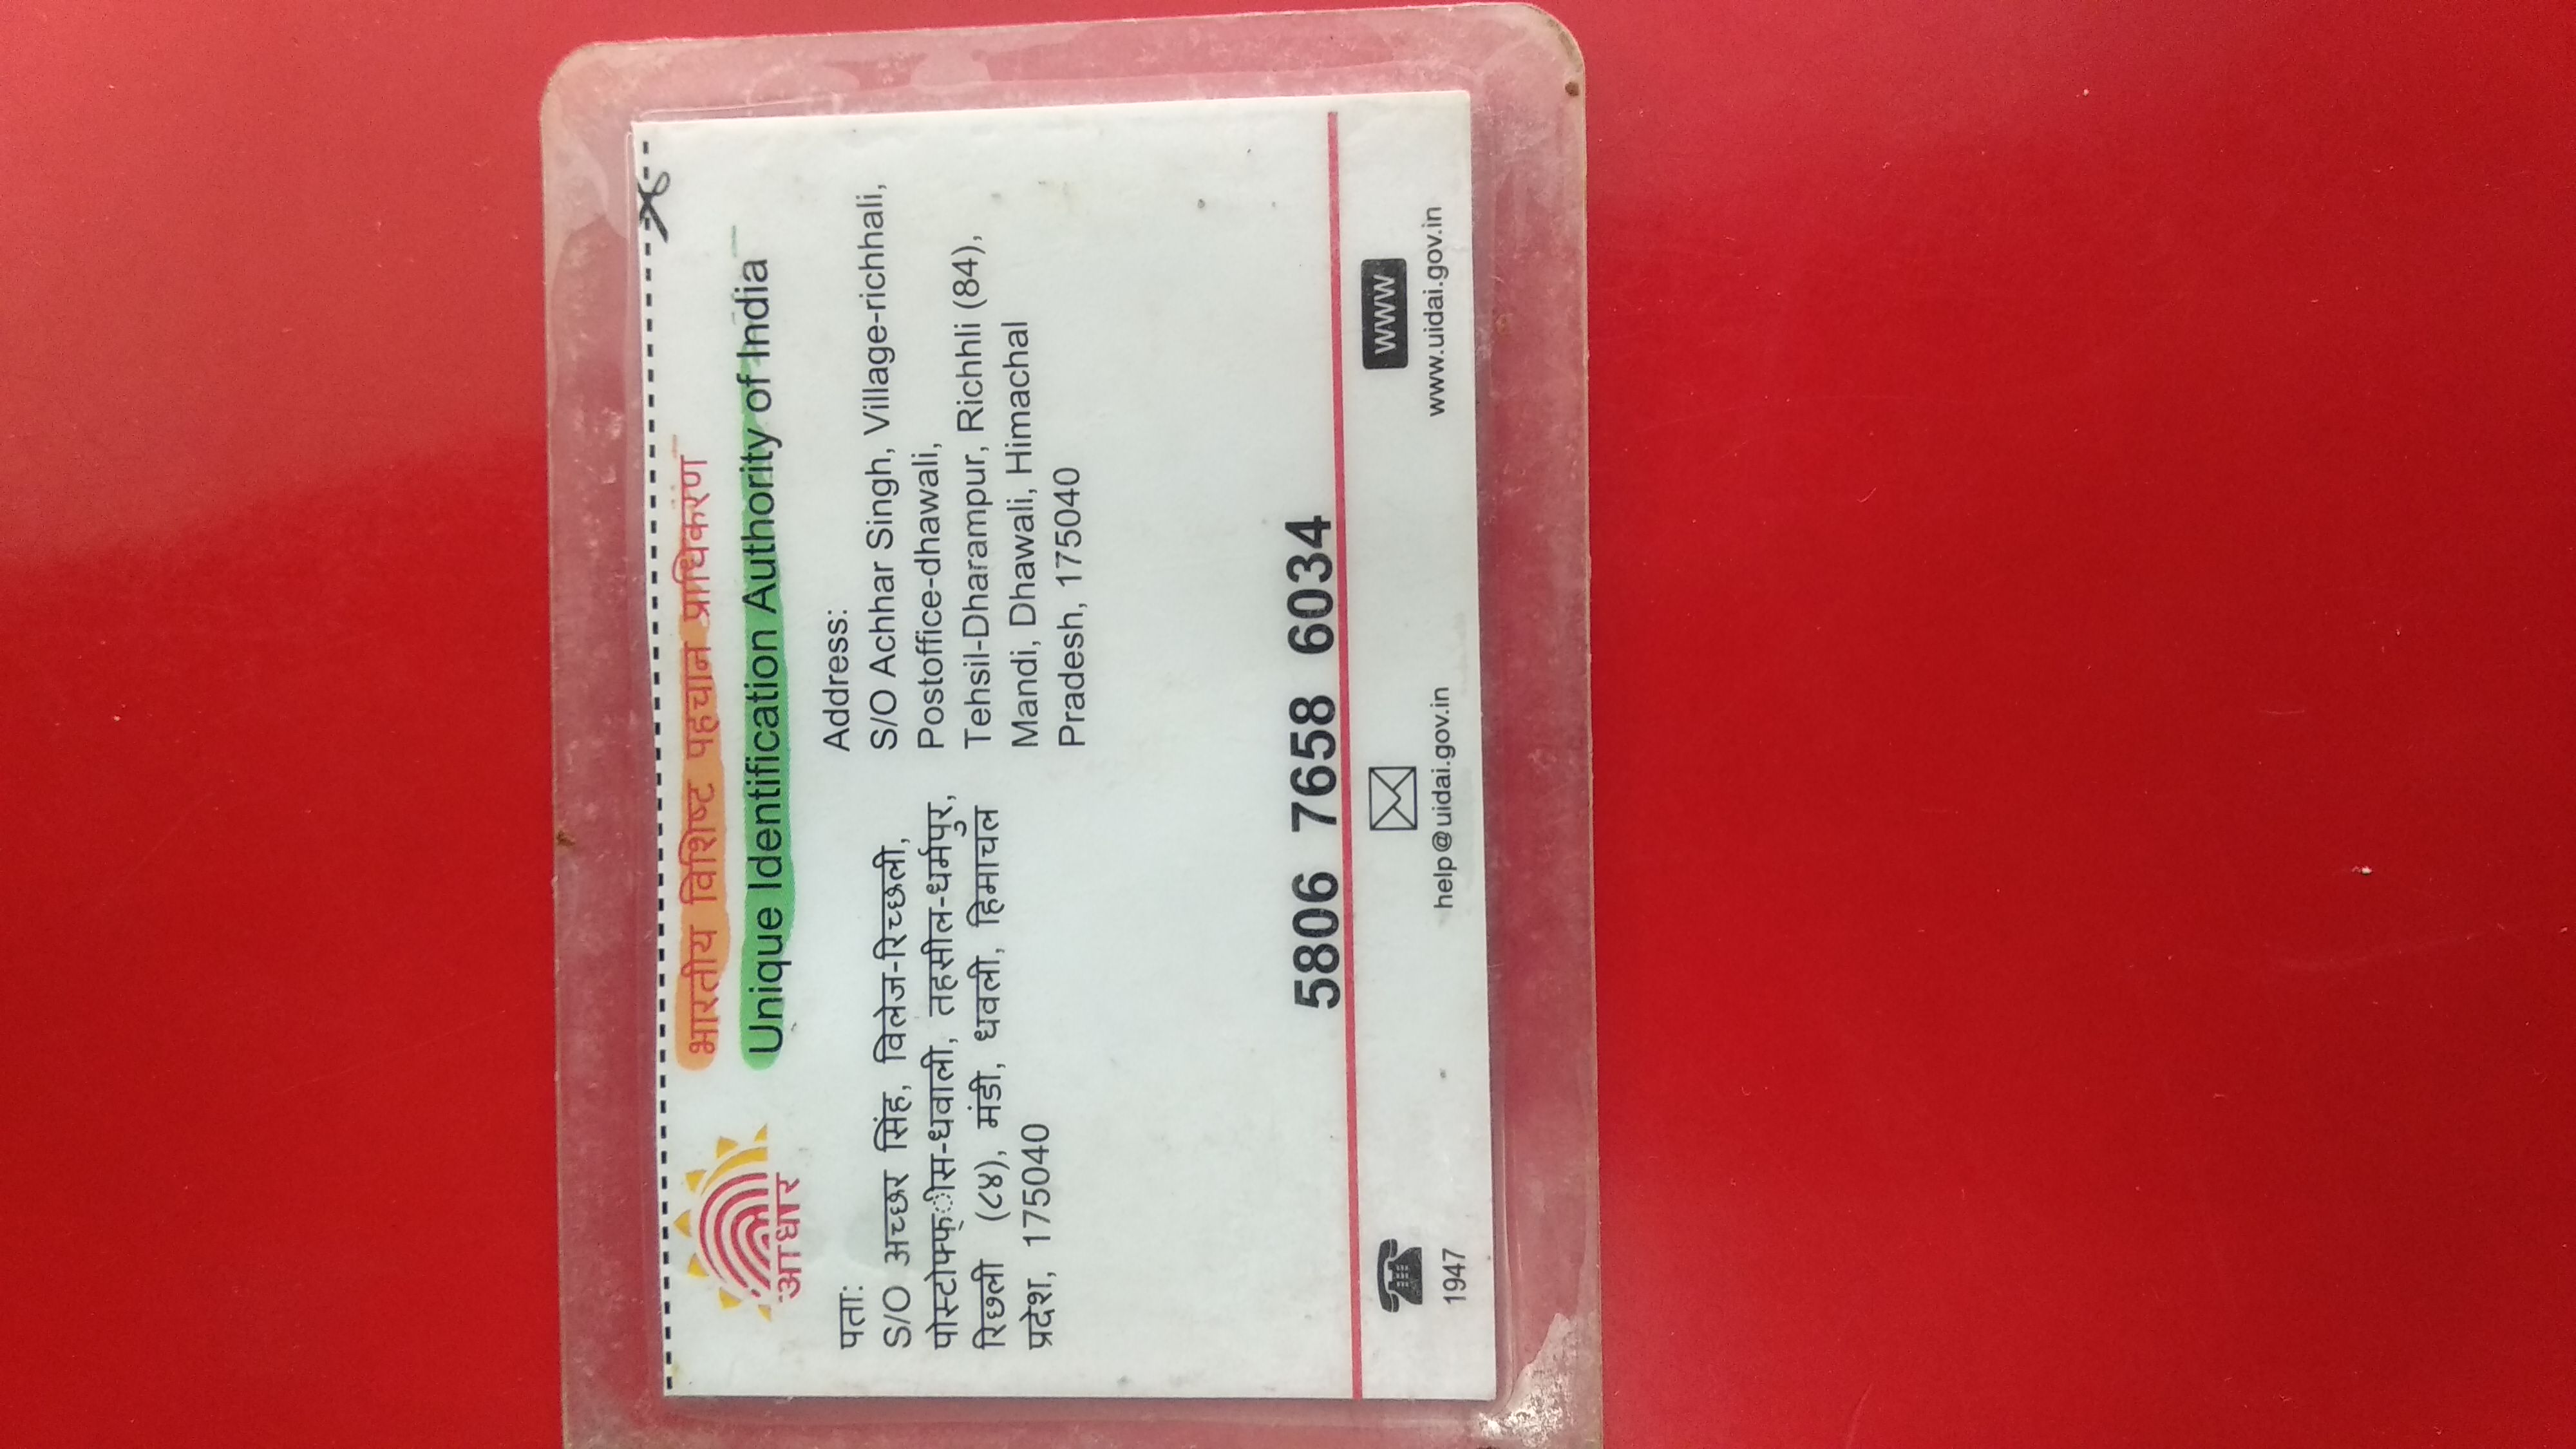 आधार
भारतीय विशिष्ट पहचान प्राधिकरण
Unique Identification Authority of India
पता:
S/O अच्छर सिंह, विलेज-रिच्छली,
पोस्टोफ्फ्ीस-धवाली, तहसील-धर्मपुर,
रिछली (८४), मंडी, धवली, हिमाचल
प्रदेश, 175040
Address:
S/O Achhar Singh, Village-richhali,
Postoffice-dhawali,
Tehsil-Dharampur, Richhli (84),
Mandi, Dhawali, Himachal
Pradesh, 175040
5806 7658 6034
1947
help@uidai.gov.in
www
www.uidai.gov.in